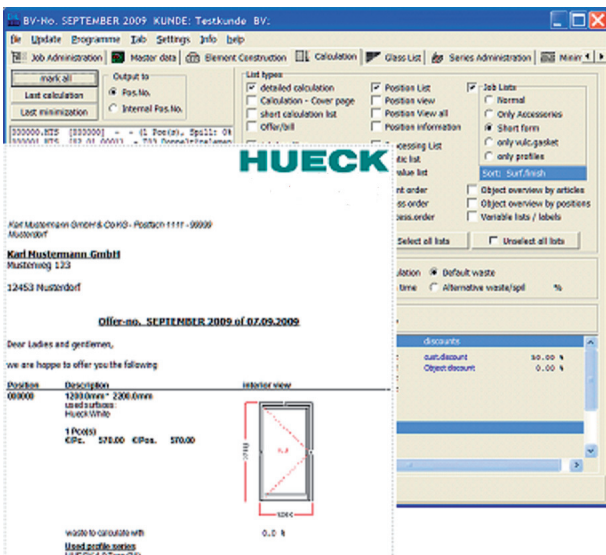 BV-No. SEPTEMBER 2009 KUNDE: Testkunde BV:
file Update Programme Tab Settings Info help
Job Administration Master data Element Construction Calculation Glass List Series Administration Minim
mark all
Last calculation
Last minimization
Output to
Pos.No.
Internal Pos.No.
List types
detailed calculation
Calculation - Cover page
short calculation list
Offer/bill
Position List
Position view
Position View all
Position information
Job Lists
Normal
Only Accessories
Short form
only vulc.gasket
only profiles
Sort: Surf.finish
Object overview by articles
Object overview by positions
Variable lists / labels
Select all lists
Unselect all lists
Default waste
time Alternative waste/spil %
discounts
cust.discount 50.00 %
Object discount 0.00 %
HUECK
Karl Mustermann GmbH & Co KG - Postfach 1111 - 99999
Musterdorf
Karl Mustermann GmbH
Musterweg 123
12453 Musterdorf
Offer-no. SEPTEMBER 2009 of 07.09.2009
Dear Ladies and gentlemen,
we are happe to offer you the following
Position Description interior view
000000 1200.0mm* 2200.0mm
used surfaces:
Hueck White
1 Pce(s)
€/Pc. 570.00 €/Pos. 570.00
waste to calculate with 0.0 %
Used profile series